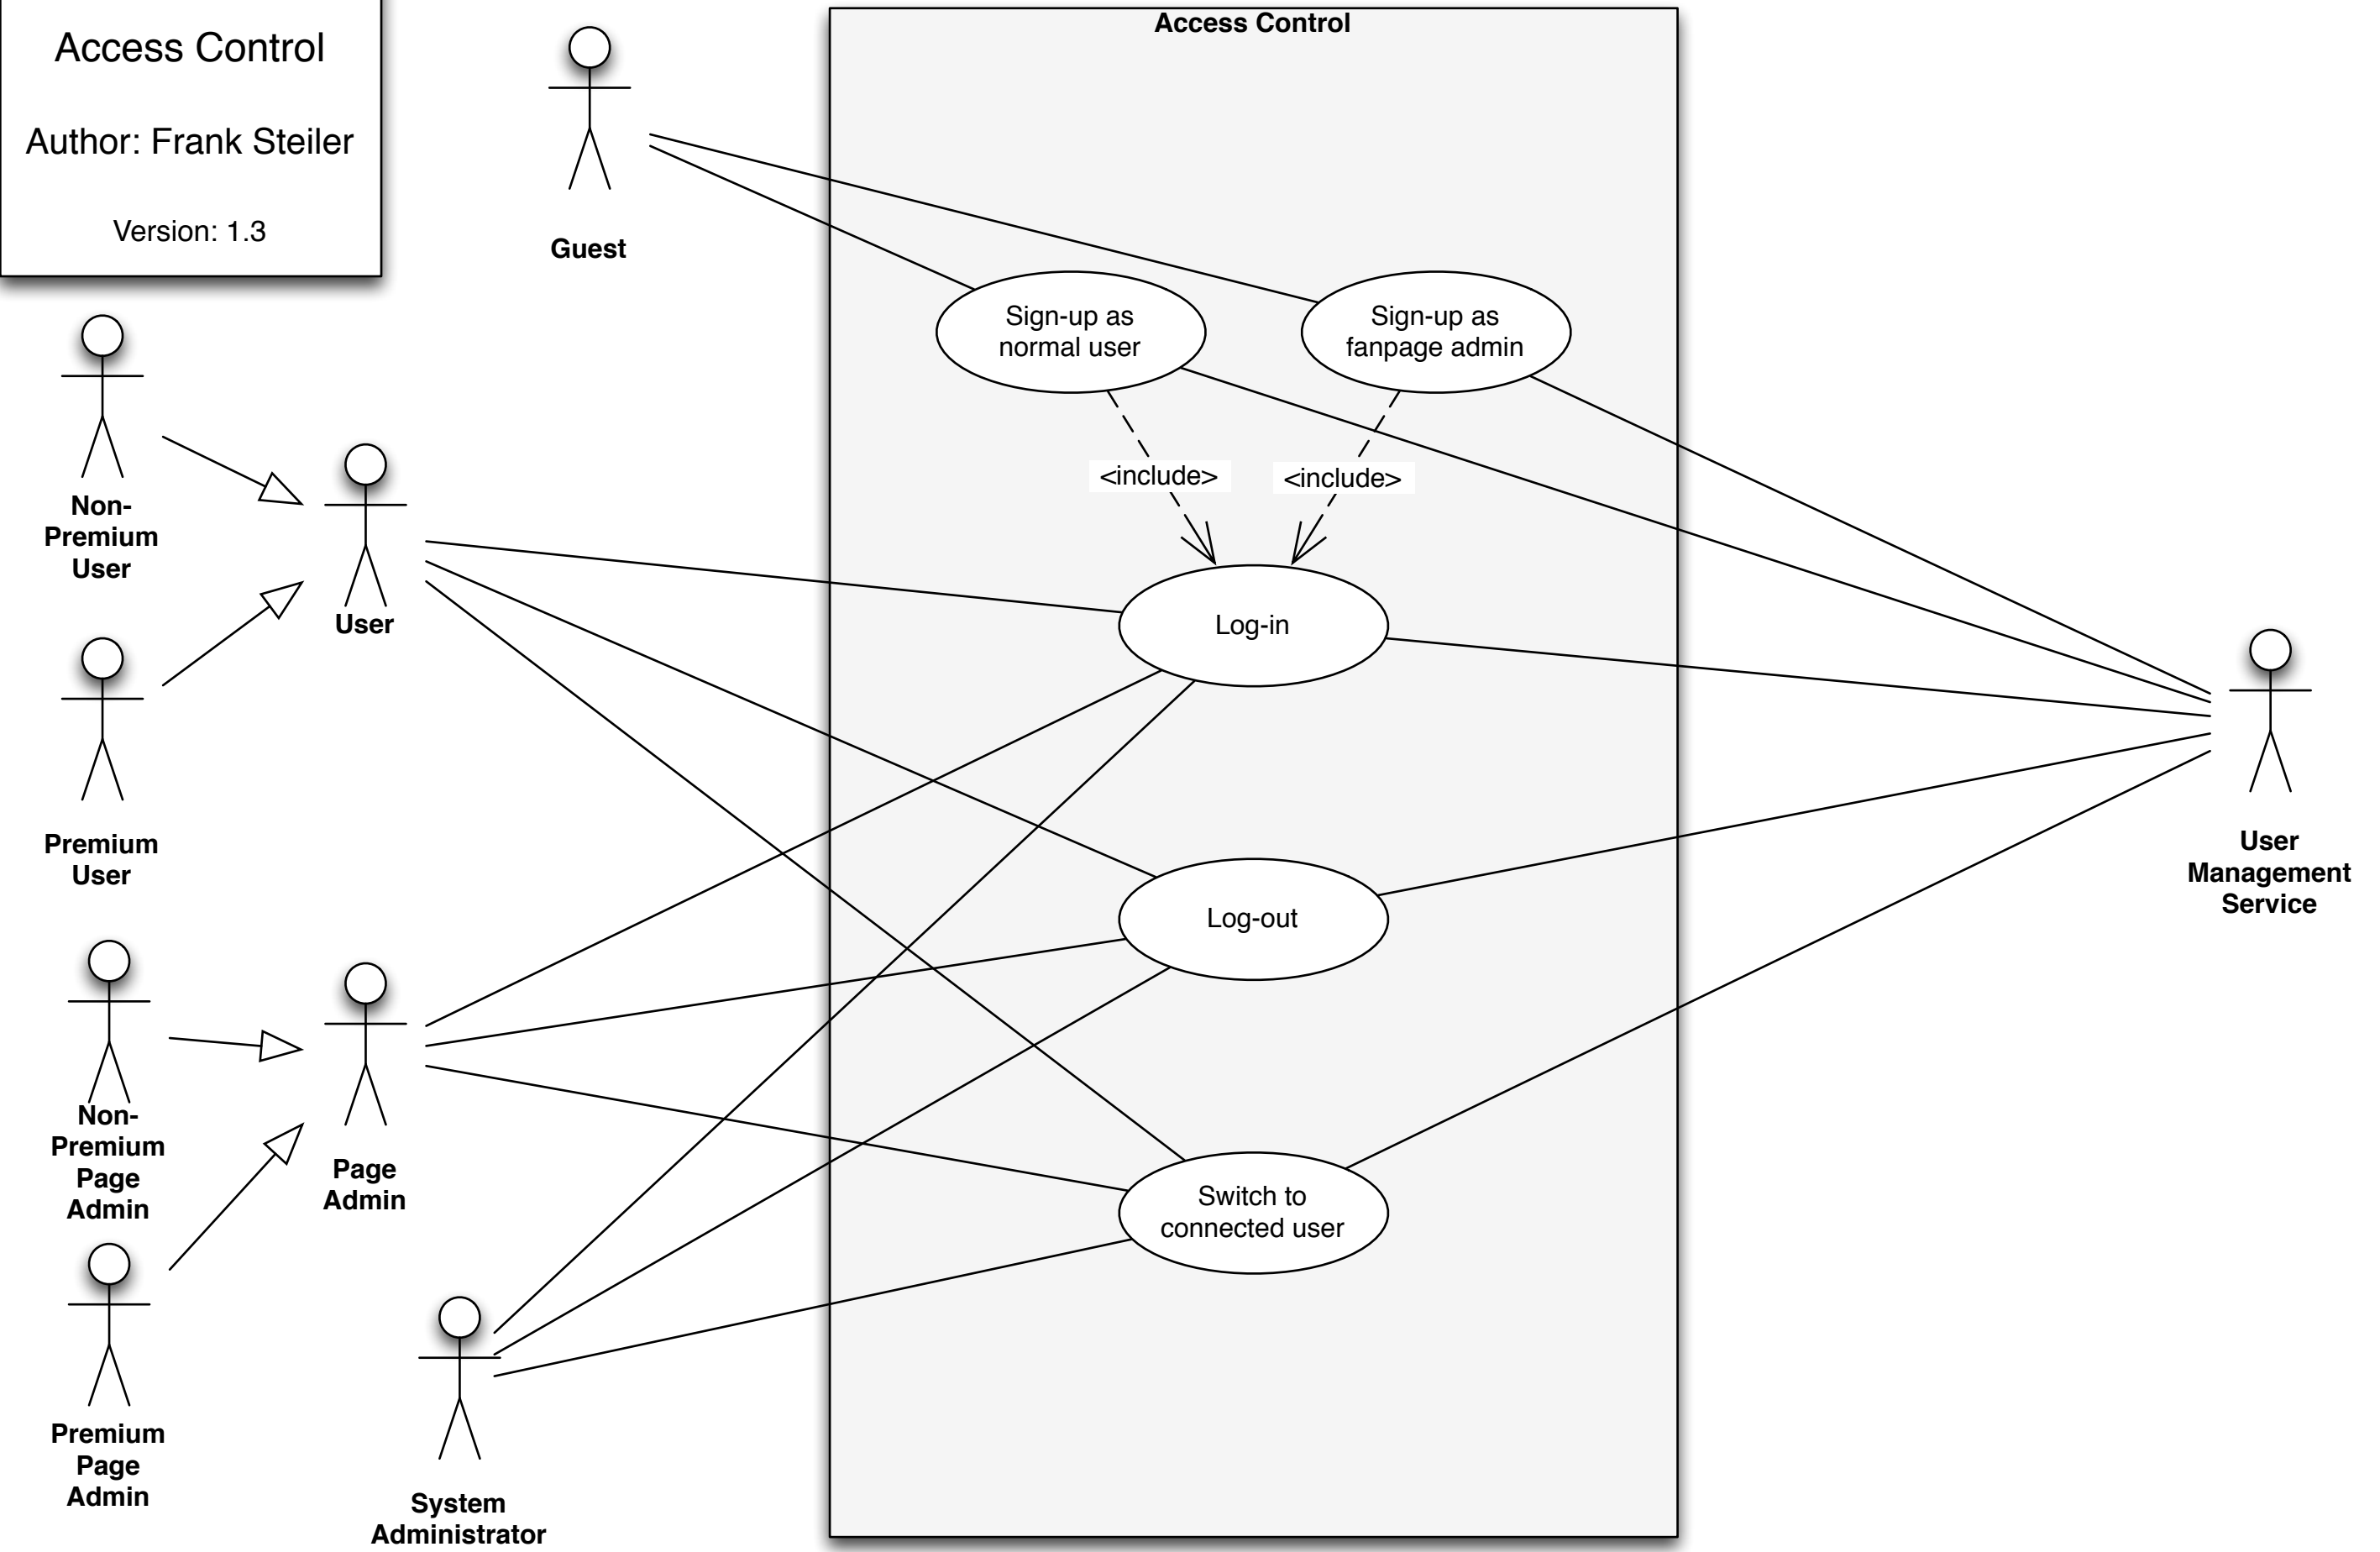 Access Control
Author: Frank Steiler
Version: 1.3
Access Control
Guest
Sign-up as
normal user
Sign-up as
fanpage admin
<include>
<include>
Non-
Premium
User
User
Log-in
Premium
User
User
Management
Service
Log-out
Non-
Premium
Page
Admin
Page
Admin
Switch to
connected user
Premium
Page
Admin
System
Administrator